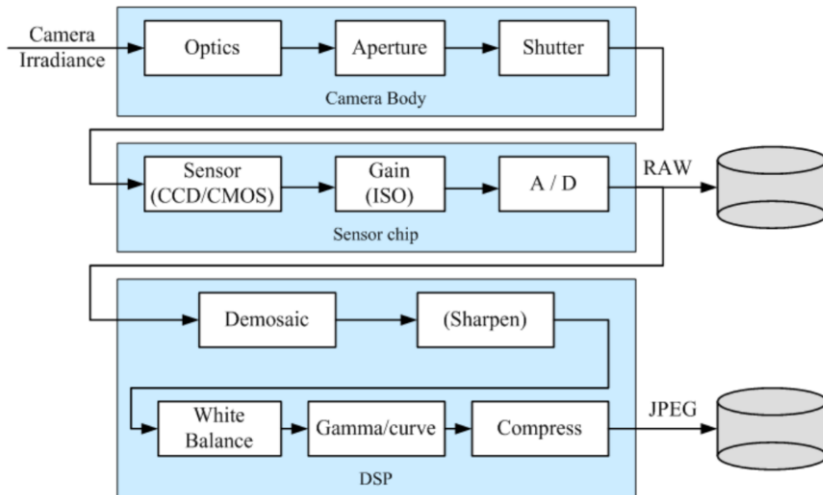 Camera
Irradiance
Optics
Aperture
Shutter
Camera Body
Sensor
(CCD/CMOS)
Gain
(ISO)
A / D
RAW
Sensor chip
Demosaic
(Sharpen)
White
Balance
Gamma/curve
Compress
JPEG
DSP